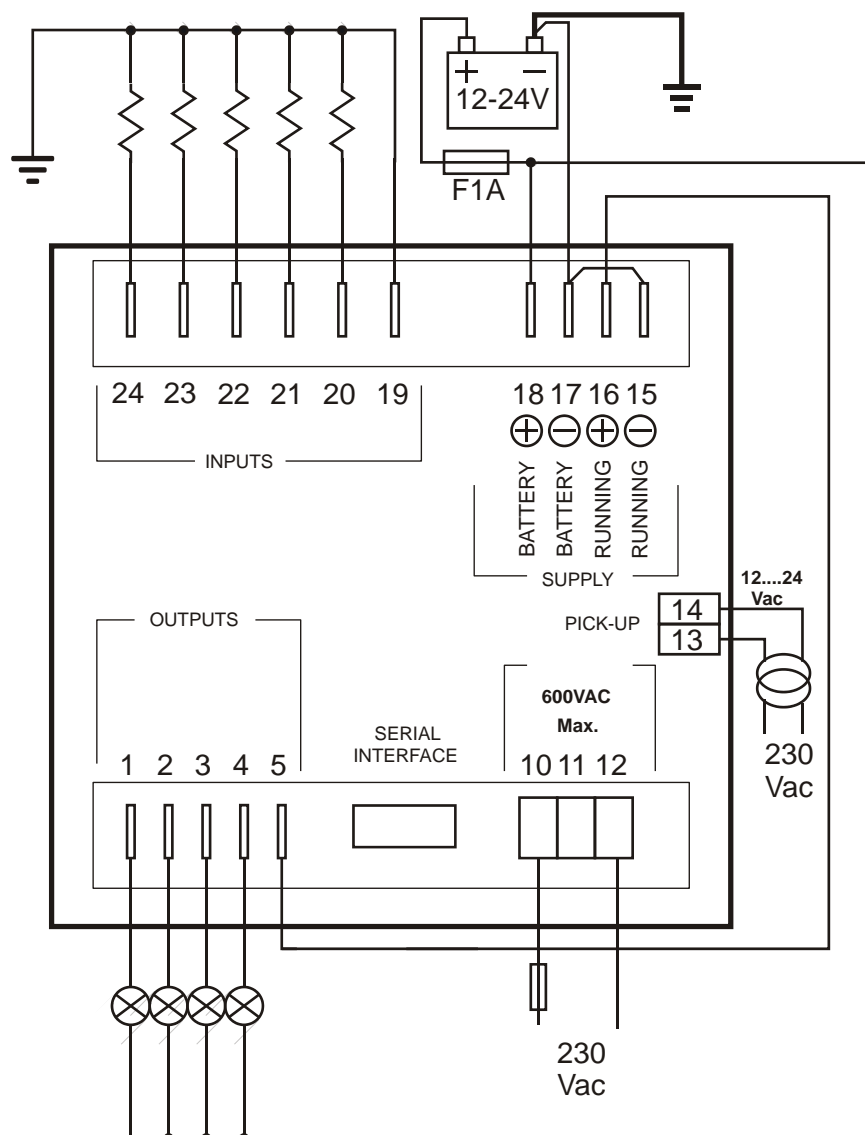 + −
12-24V
F1A
24 23 22 21 20 19
18 17 16 15
+ − + −
INPUTS
BATTERY
BATTERY
RUNNING
RUNNING
SUPPLY
12....24
Vac
OUTPUTS
PICK-UP
14
13
600VAC
Max.
SERIAL
INTERFACE
1 2 3 4 5
10 11 12
230
Vac
230
Vac